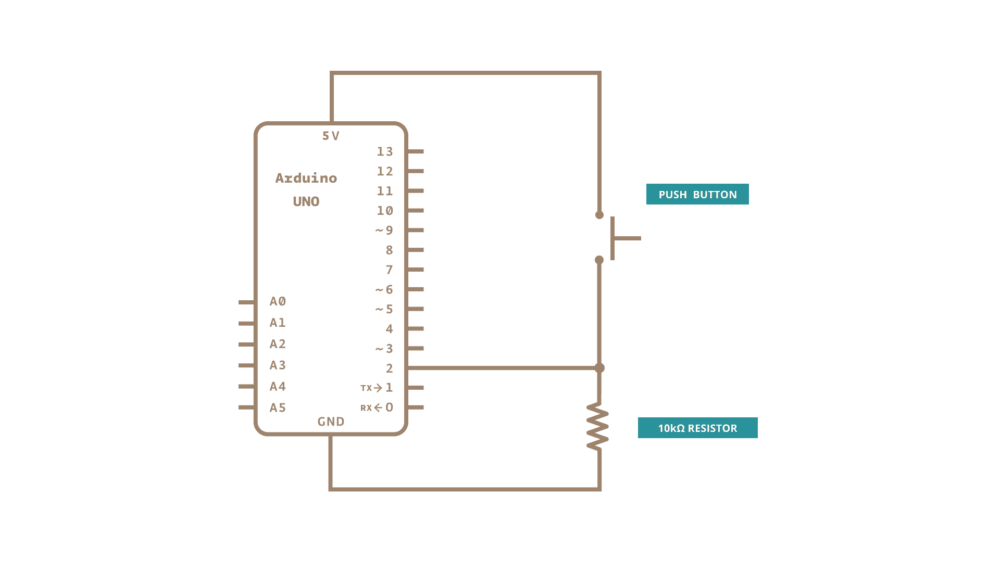 5V
13
Arduino
UNO
12
11
10
~9
8
7
~6
~5
4
~3
2
TX→1
RX←0
A0
A1
A2
A3
A4
A5
GND
PUSH BUTTON
10kΩ RESISTOR